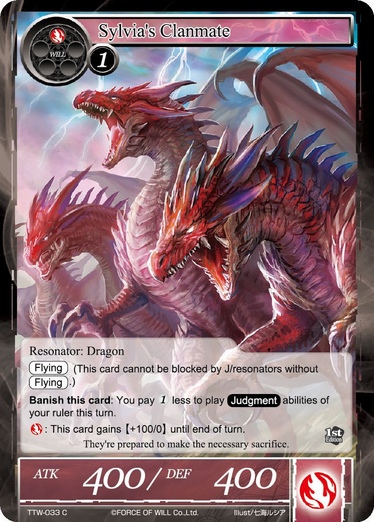 Sylvia's Clanmate
WILL
1
Resonator: Dragon
Flying (This card cannot be blocked by J/resonators without
Flying.)
Banish this card: You pay 1 less to play Judgment abilities of
your ruler this turn.
: This card gains [+100/0] until end of turn.
1st
Edition
They're prepared to make the necessary sacrifice.
ATK 400/ DEF 400
TTW-033 C ©FORCE OF WILL Co.,Ltd. Illust/七海ルシア